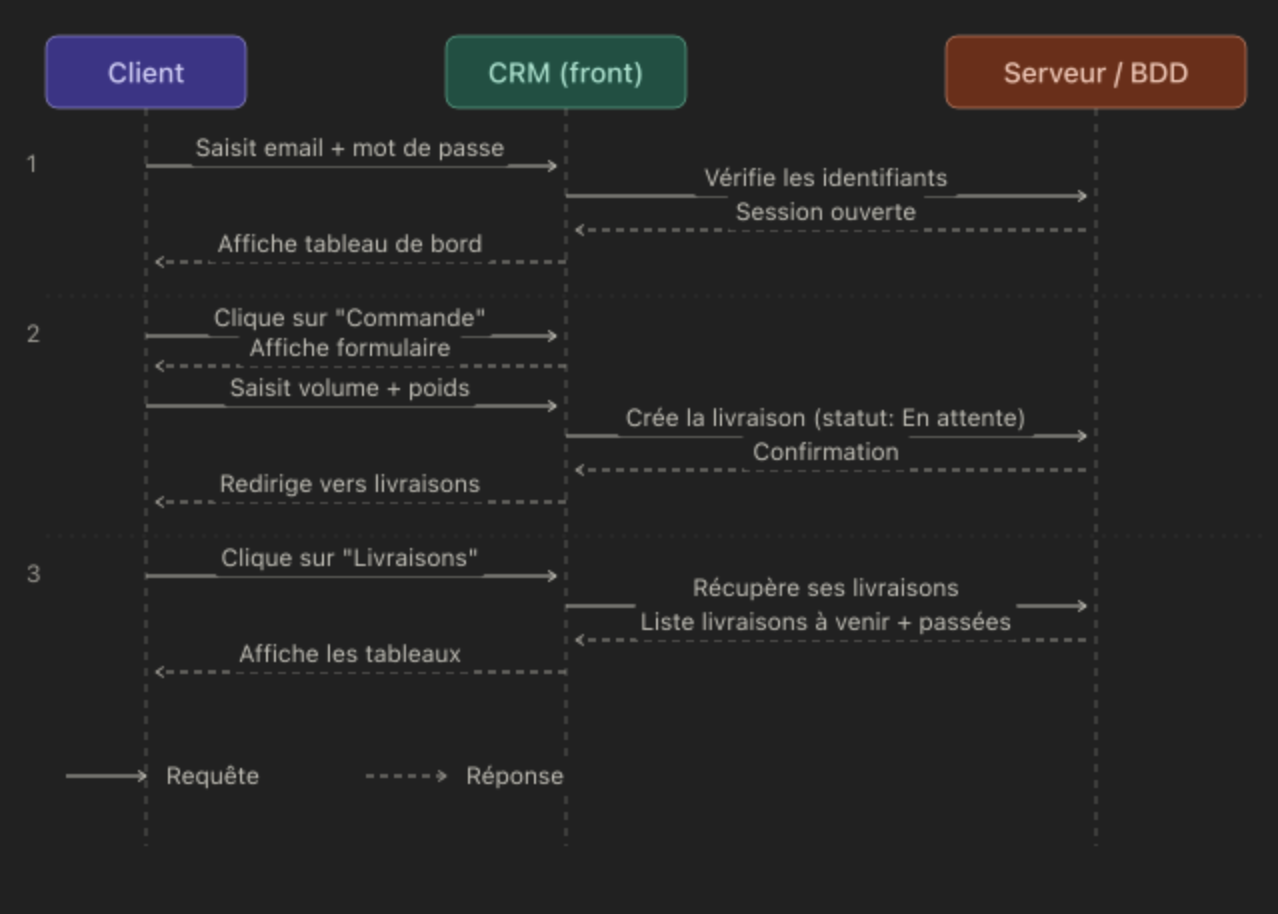 Client
CRM (front)
Serveur / BDD
1
Saisit email + mot de passe
Vérifie les identifiants
Session ouverte
Affiche tableau de bord
2
Clique sur "Commande"
Affiche formulaire
Saisit volume + poids
Crée la livraison (statut: En attente)
Confirmation
Redirige vers livraisons
3
Clique sur "Livraisons"
Récupère ses livraisons
Liste livraisons à venir + passées
Affiche les tableaux
Requête
Réponse